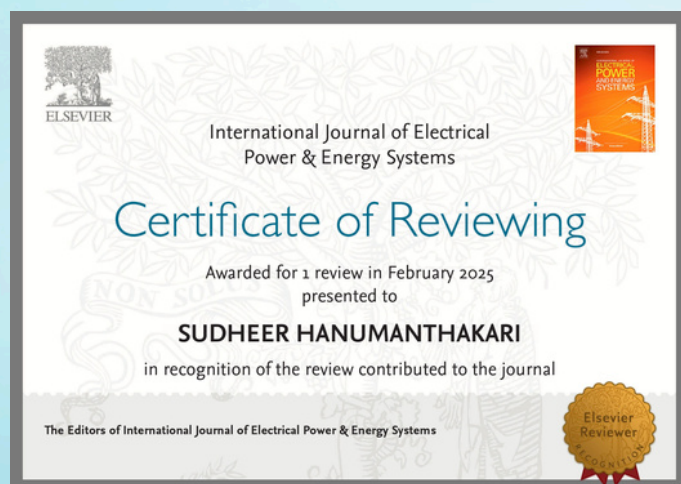 ELSEVIER
ELECTRICAL
POWER
AND ENERGY
SYSTEMS
International Journal of Electrical
Power & Energy Systems
Certificate of Reviewing
Awarded for 1 review in February 2025
presented to
NON SOLUS
SUDHEER HANUMANTHAKARI
in recognition of the review contributed to the journal
The Editors of International Journal of Electrical Power & Energy Systems
Elsevier
Reviewer
RECOGNITION